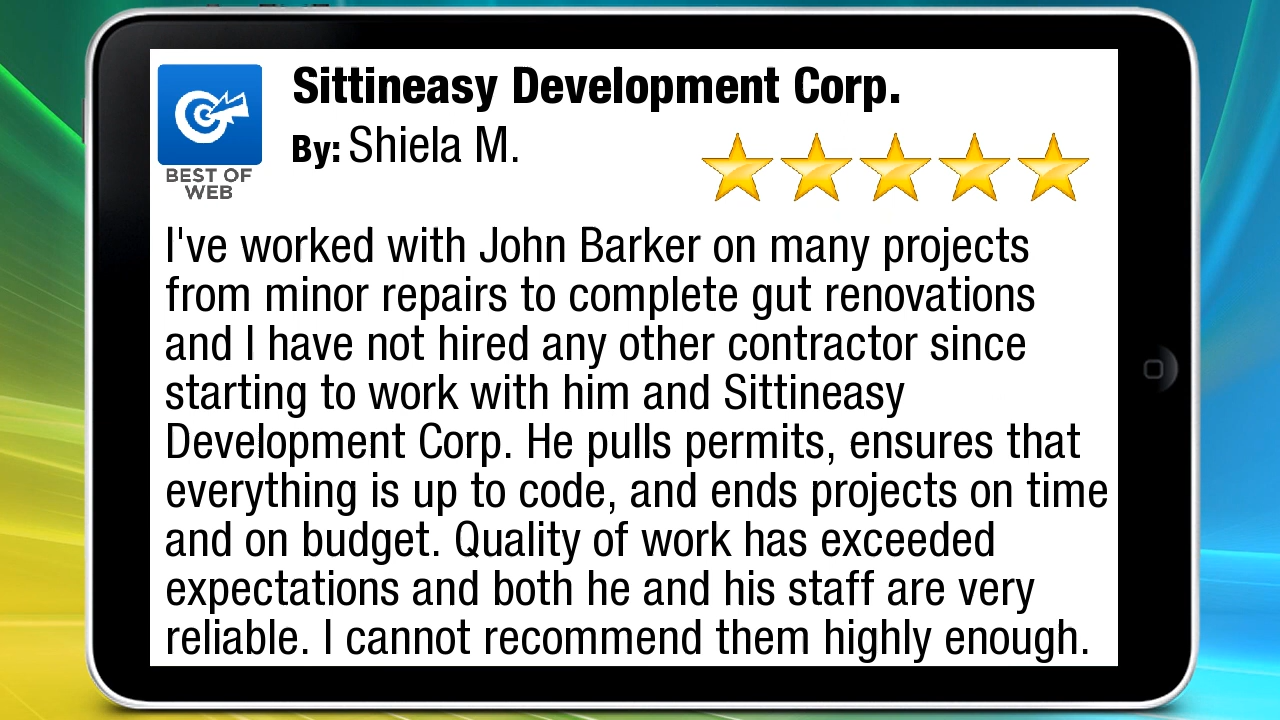 Sittineasy Development Corp.
By: Shiela M.
BEST OF
WEB
I've worked with John Barker on many projects
from minor repairs to complete gut renovations
and I have not hired any other contractor since
starting to work with him and Sittineasy
Development Corp. He pulls permits, ensures that
everything is up to code, and ends projects on time
and on budget. Quality of work has exceeded
expectations and both he and his staff are very
reliable. I cannot recommend them highly enough.